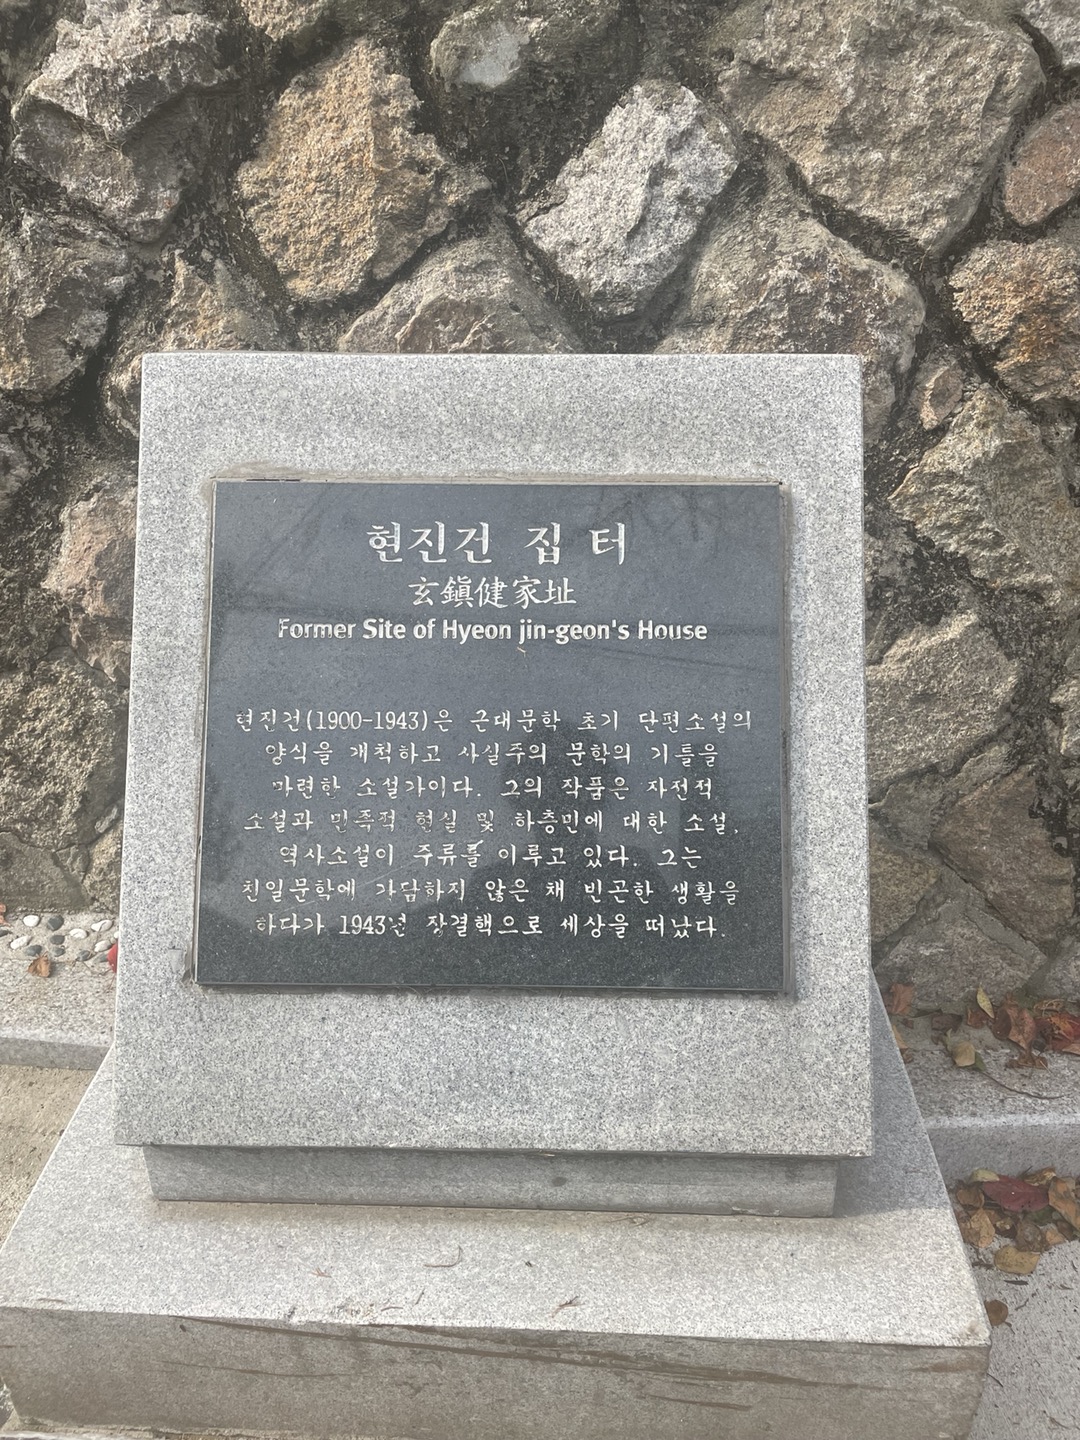 현진건 집 터
玄鎭健家址
Former Site of Hyeon jin-geon's House
현진건(1900-1943)은 근대문학 초기 단편소설의
양식을 개척하고 사실주의 문학의 기틀을
마련한 소설가이다. 그의 작품은 자전적
소설과 민족적 현실 및 하층민에 대한 소설,
역사소설이 주류를 이루고 있다. 그는
친일문학에 가담하지 않은 채 빈곤한 생활을
하다가 1943년 장결핵으로 세상을 떠났다.